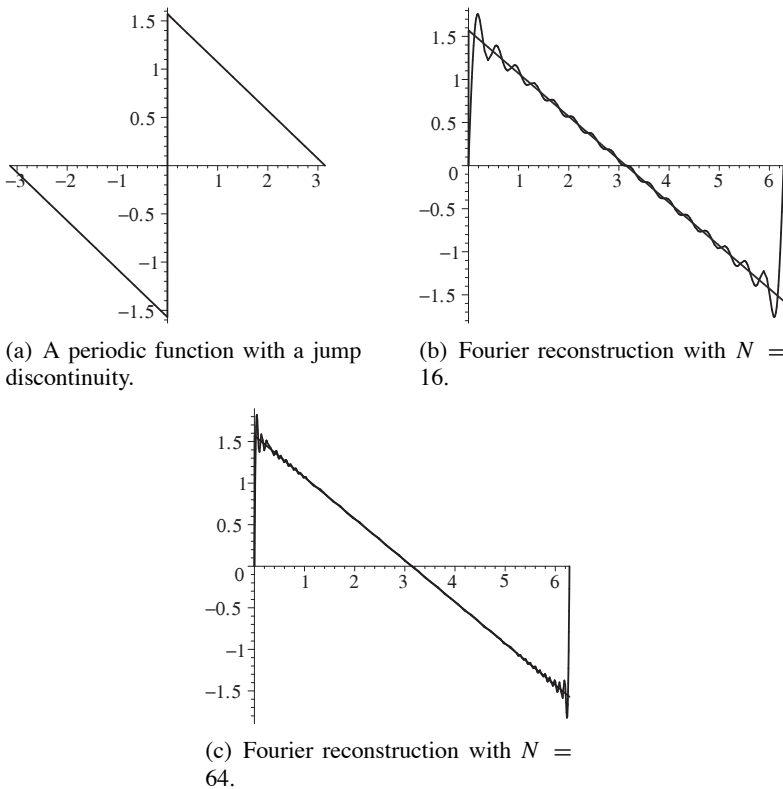 1.5
1
0.5
−3 −2 −1 1 2 3
−0.5
−1
−1.5
(a) A periodic function with a jump
discontinuity.
1.5
1
0.5
0 1 2 3 4 5 6
−0.5
−1
−1.5
(b) Fourier reconstruction with N =
16.
1.5
1
0.5
0 1 2 3 4 5 6
−0.5
−1
−1.5
(c) Fourier reconstruction with N =
64.